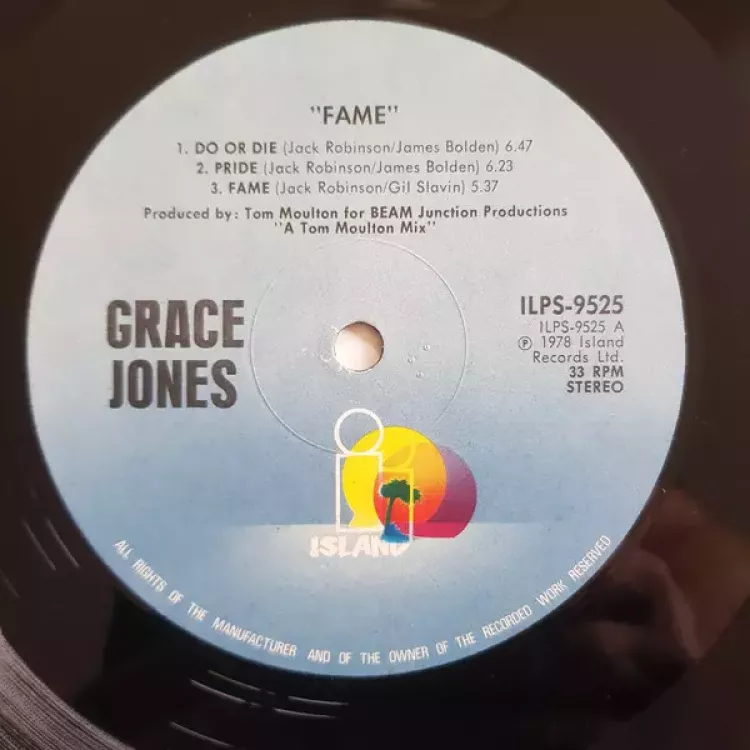 "FAME"
1. DO OR DIE (Jack Robinson/James Bolden) 6.47
2. PRIDE (Jack Robinson/James Bolden) 6.23
3. FAME (Jack Robinson/Gil Slavin) 5.37
Produced by: Tom Moulton for BEAM Junction Productions
"A Tom Moulton Mix"
GRACE
JONES
ILPS-9525
ILPS-9525 A
℗ 1978 Island
Records Ltd.
33 RPM
STEREO
i
ISLAND
ALL RIGHTS OF THE MANUFACTURER AND OF THE OWNER OF THE RECORDED WORK RESERVED